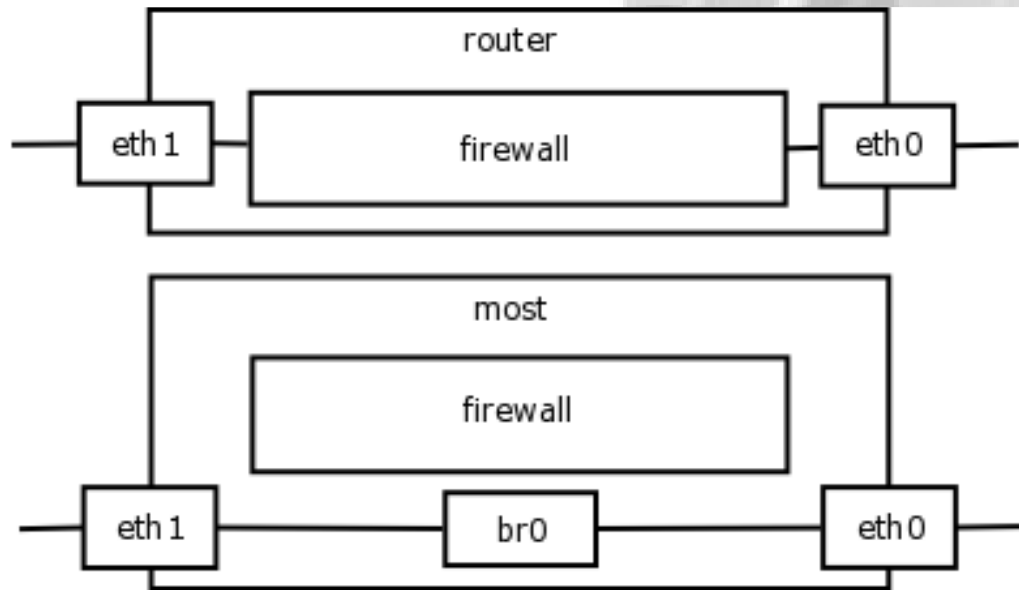 router
eth1
firewall
eth0
most
firewall
eth1
br0
eth0